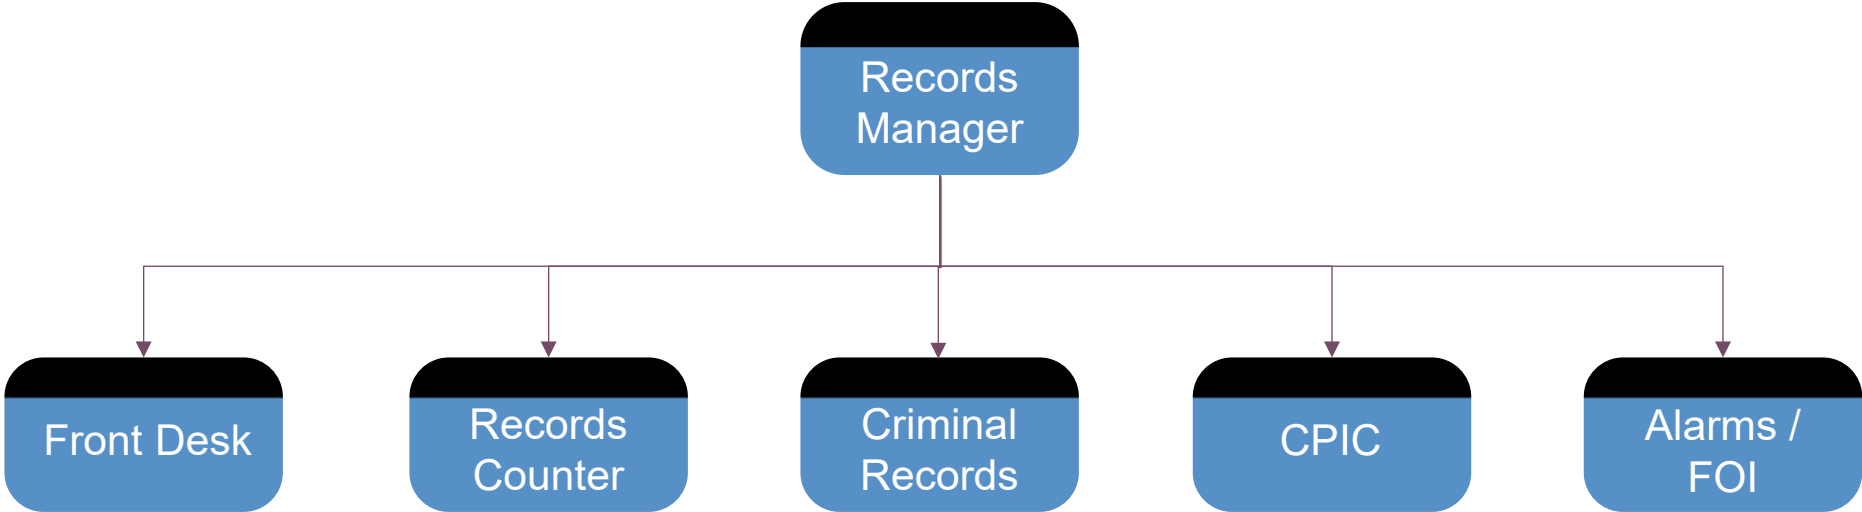 Records
Manager
Front Desk
Records
Counter
Criminal
Records
CPIC
Alarms /
FOI